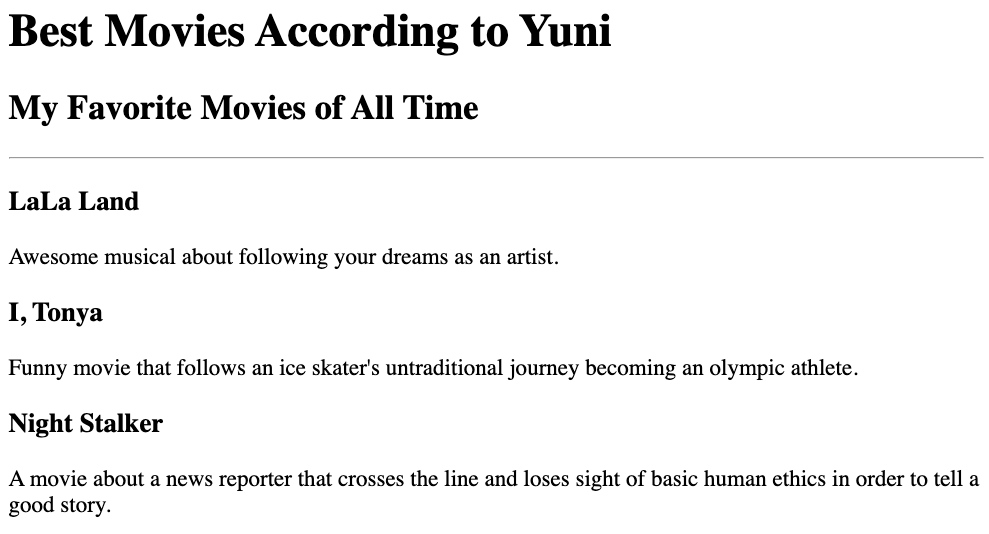 Best Movies According to Yuni
My Favorite Movies of All Time
LaLa Land
Awesome musical about following your dreams as an artist.
I, Tonya
Funny movie that follows an ice skater's untraditional journey becoming an olympic athlete.
Night Stalker
A movie about a news reporter that crosses the line and loses sight of basic human ethics in order to tell a
good story.